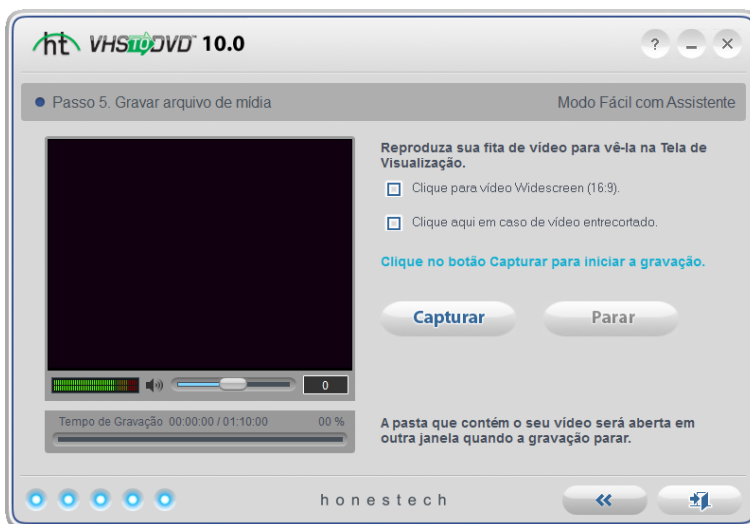 ht VHSTODVD™ 10.0
?
Passo 5. Gravar arquivo de mídia
Modo Fácil com Assistente
Reproduza sua fita de vídeo para vê-la na Tela de
Visualização.
Clique para vídeo Widescreen (16:9).
Clique aqui em caso de vídeo entrecortado.
Clique no botão Capturar para iniciar a gravação.
Capturar
Parar
0
Tempo de Gravação 00:00:00 / 01:10:00
00 %
A pasta que contém o seu vídeo será aberta em
outra janela quando a gravação parar.
honestech